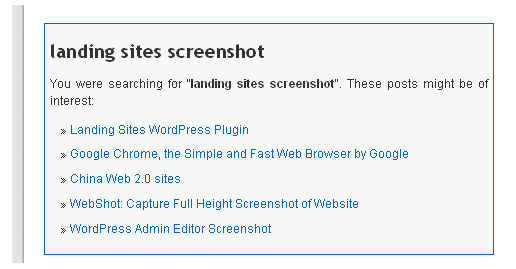 landing sites screenshot
You were searching for "landing sites screenshot". These posts might be of
interest:
» Landing Sites WordPress Plugin
» Google Chrome, the Simple and Fast Web Browser by Google
» China Web 2.0 sites
» WebShot: Capture Full Height Screenshot of Website
» WordPress Admin Editor Screenshot